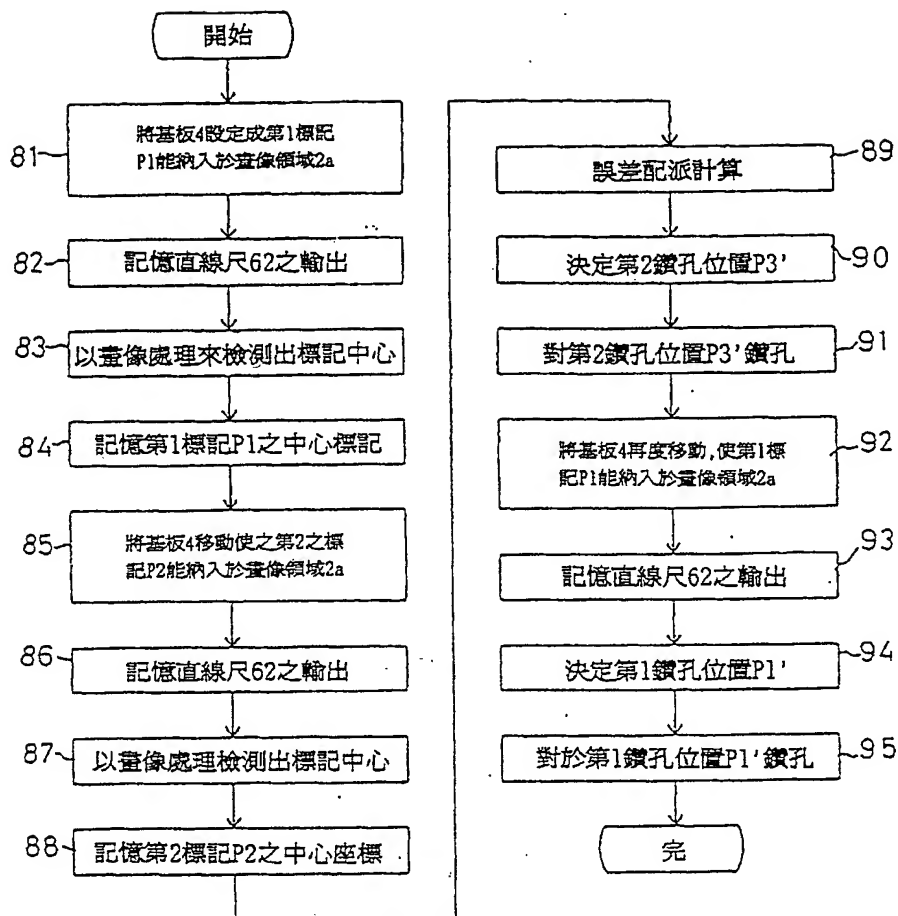 開始
81
將基板4設定成第1標記
P1能納入於畫像領域2a
82
記憶直線尺62之輸出
83
以畫像處理來檢測出標記中心
84
記憶第1標記P1之中心標記
85
將基板4移動使之第2之標
記P2能納入於畫像領域2a
86
記憶直線尺62之輸出
87
以畫像處理檢測出標記中心
88
記憶第2標記P2之中心座標
89
誤差配派計算
90
決定第2鑽孔位置P3'
91
對第2鑽孔位置P3'鑽孔
92
將基板4再度移動,使第1標
記P1能納入於畫像領域2a
93
記憶直線尺62之輸出
94
決定第1鑽孔位置P1'
95
對於第1鑽孔位置P1'鑽孔
完